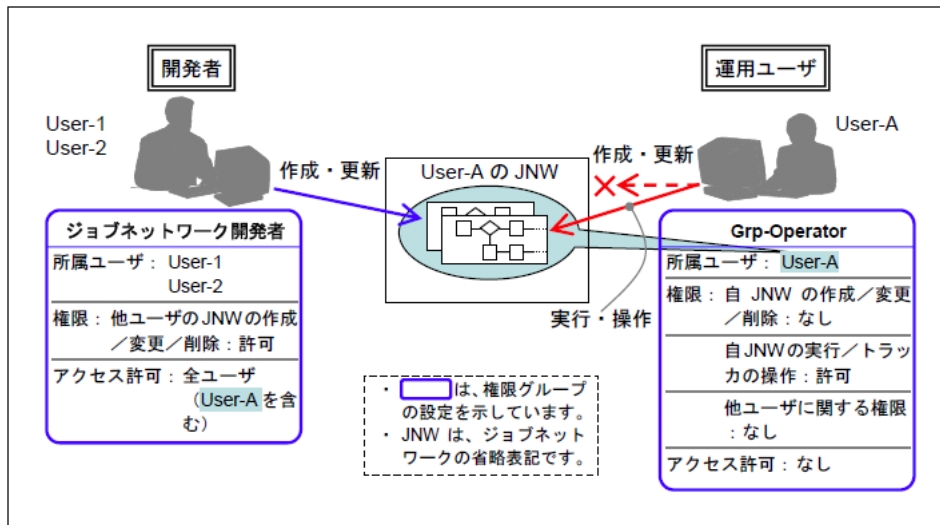 開発者
運用ユーザ
User-1
User-2
User-A
作成・更新
User-A の JNW
作成・更新
実行・操作
ジョブネットワーク開発者
所属ユーザ： User-1
User-2
権限： 他ユーザのJNWの作成
／変更／削除：許可
アクセス許可： 全ユーザ
（User-A を含
む）
・ は、権限グループ
の設定を示しています。
・ JNW は、ジョブネット
ワークの省略表記です。
Grp-Operator
所属ユーザ： User-A
権限： 自 JNW の作成／変更
／削除：なし
自JNWの実行／トラッ
カの操作：許可
他ユーザに関する権限
：なし
アクセス許可：なし